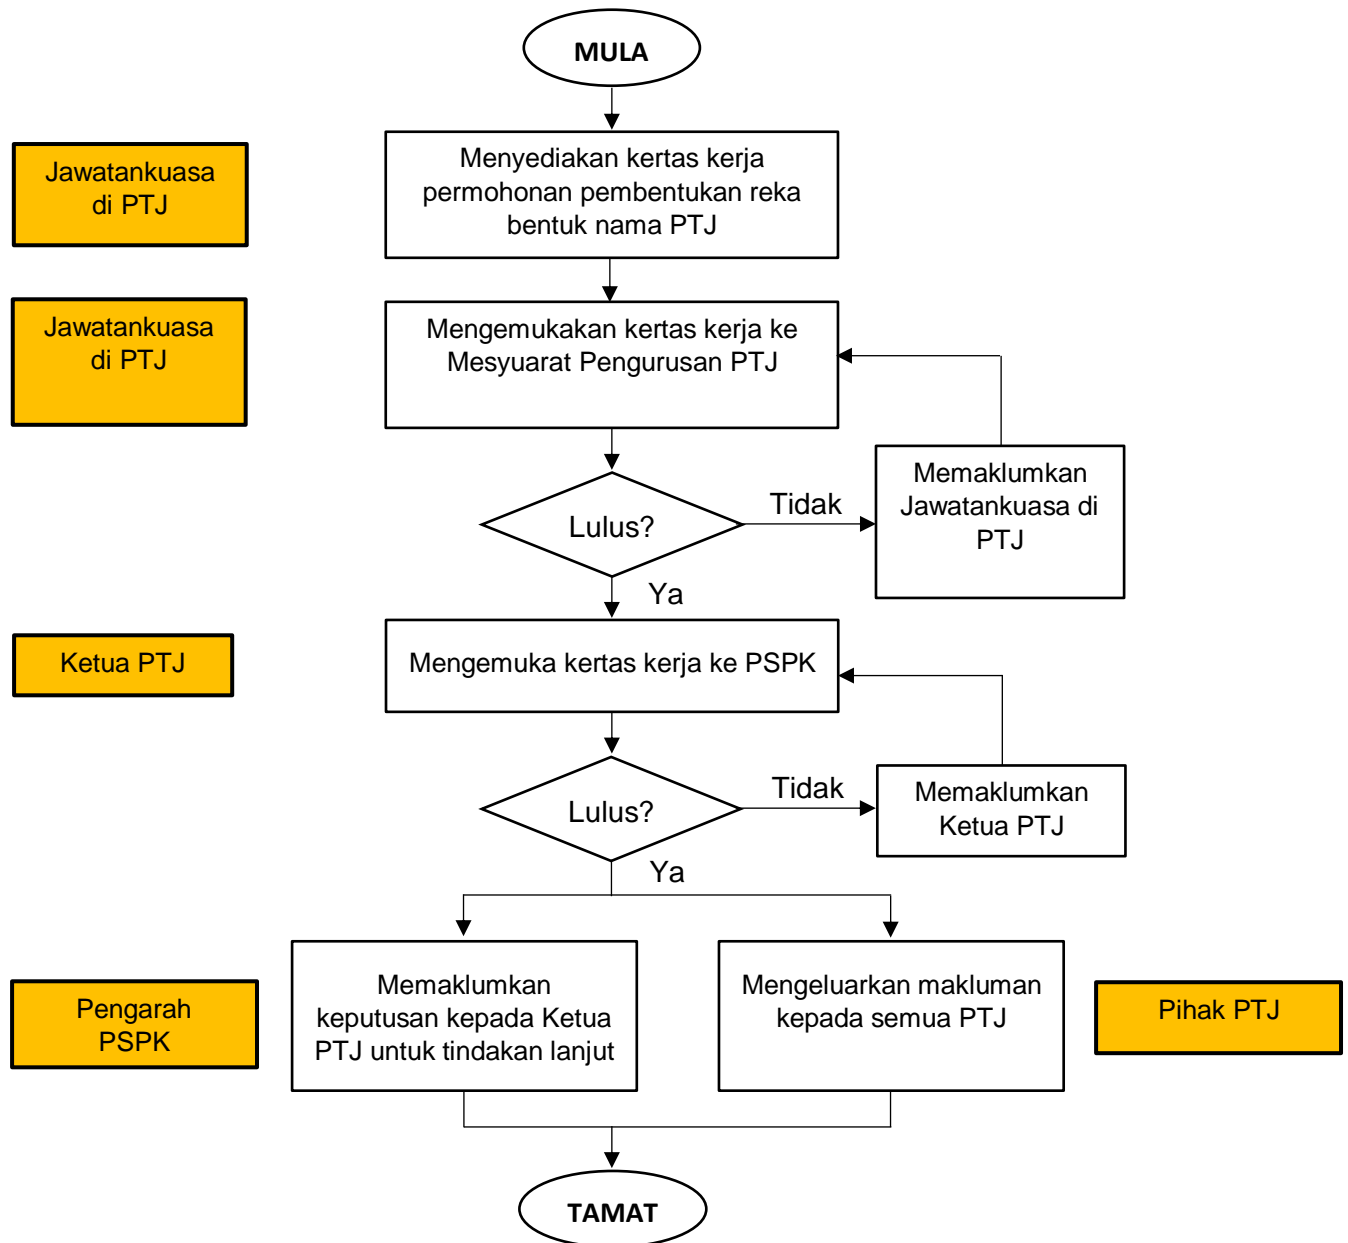 MULA
Jawatankuasa
di PTJ
Menyediakan kertas kerja
permohonan pembentukan reka
bentuk nama PTJ
Jawatankuasa
di PTJ
Mengemukakan kertas kerja ke
Mesyuarat Pengurusan PTJ
Lulus?
Tidak
Memaklumkan
Jawatankuasa di
PTJ
Ya
Ketua PTJ
Mengemuka kertas kerja ke PSPK
Lulus?
Tidak
Memaklumkan
Ketua PTJ
Ya
Pengarah
PSPK
Memaklumkan
keputusan kepada Ketua
PTJ untuk tindakan lanjut
Mengeluarkan makluman
kepada semua PTJ
Pihak PTJ
TAMAT